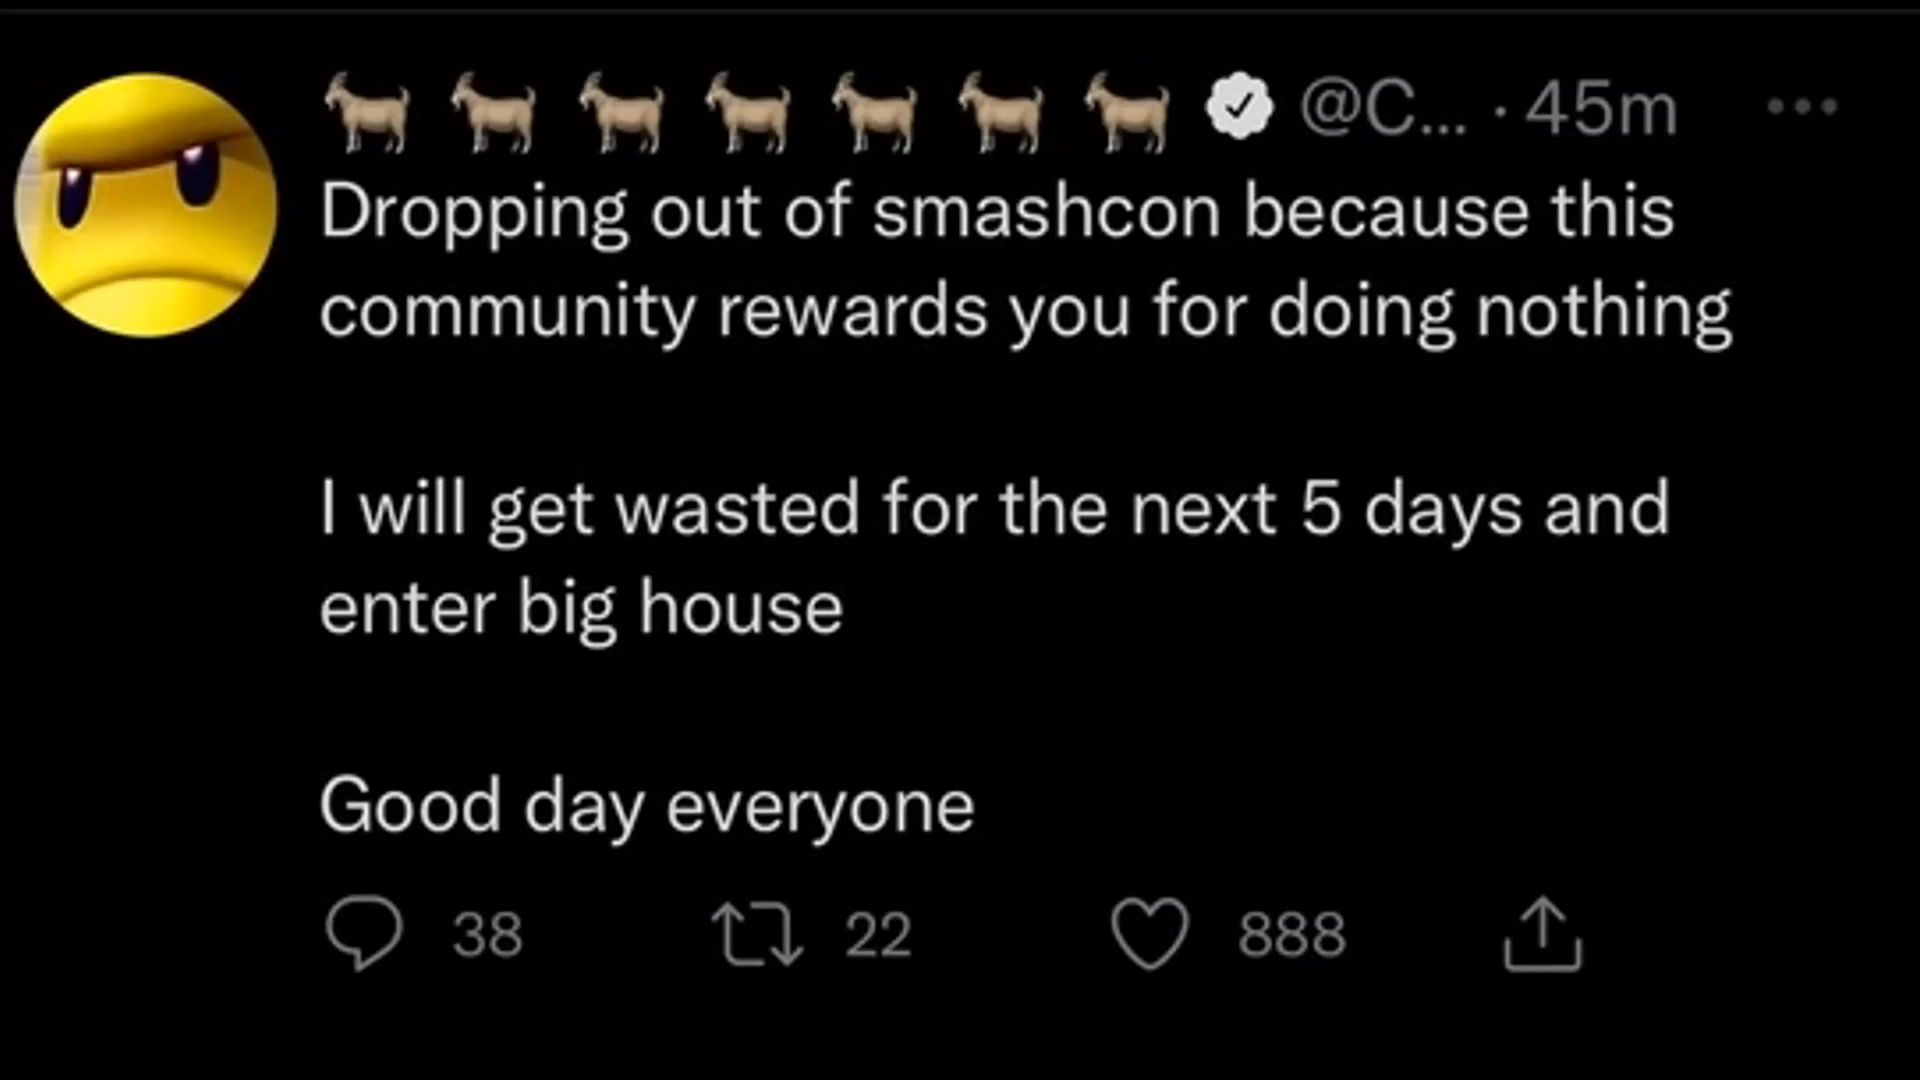 🐐 🐐 🐐 🐐 🐐 🐐 🐐 @C... · 45m
Dropping out of smashcon because this
community rewards you for doing nothing
I will get wasted for the next 5 days and
enter big house
Good day everyone
38 22 888